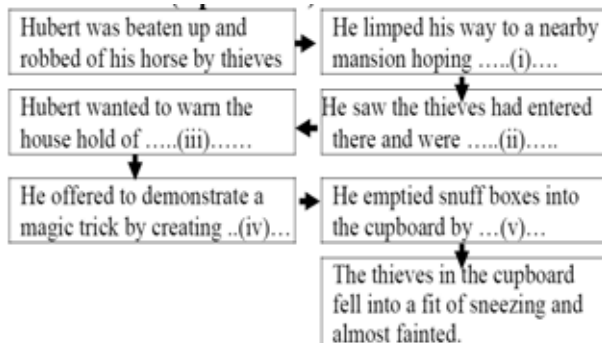 Hubert was beaten up and
robbed of his horse by thieves
He limped his way to a nearby
mansion hoping .....(i)....
He saw the thieves had entered
there and were .....(ii).....
Hubert wanted to warn the
house hold of .....(iii)......
He offered to demonstrate a
magic trick by creating ..(iv)...
He emptied snuff boxes into
the cupboard by ...(v)...
The thieves in the cupboard
fell into a fit of sneezing and
almost fainted.